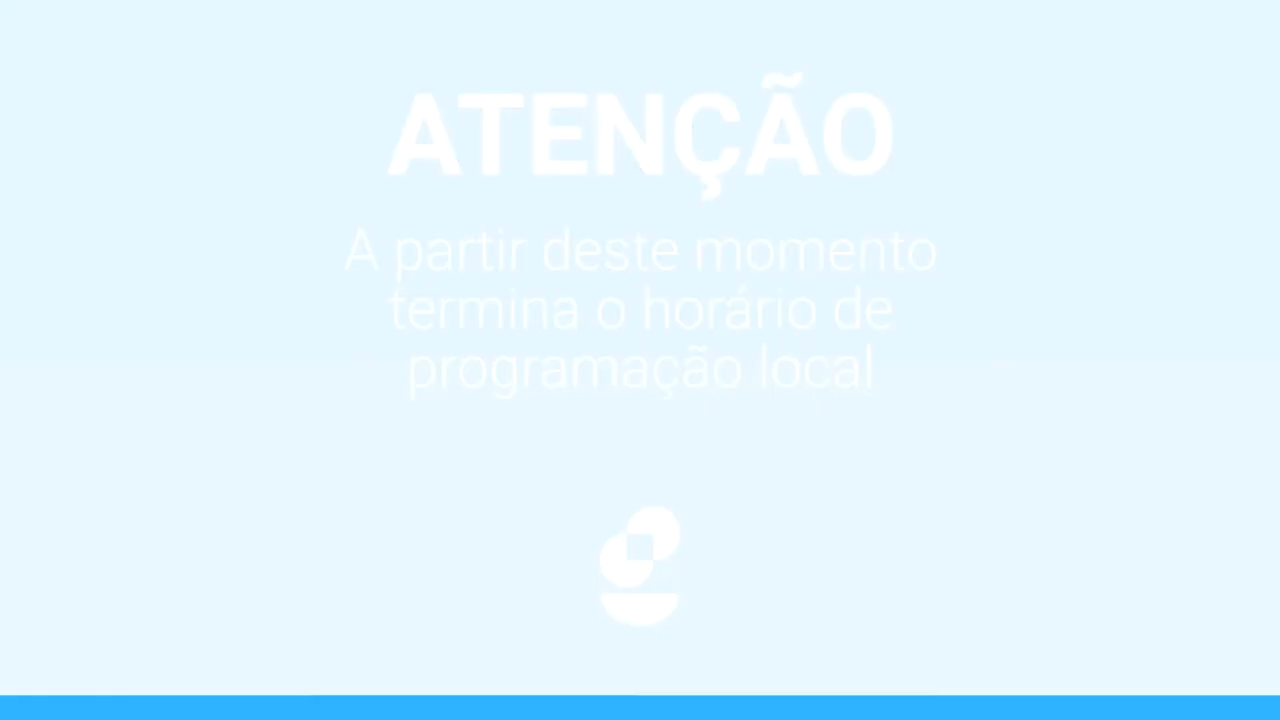 ATENÇÃO
A partir deste momento
termina o horário de
programação local